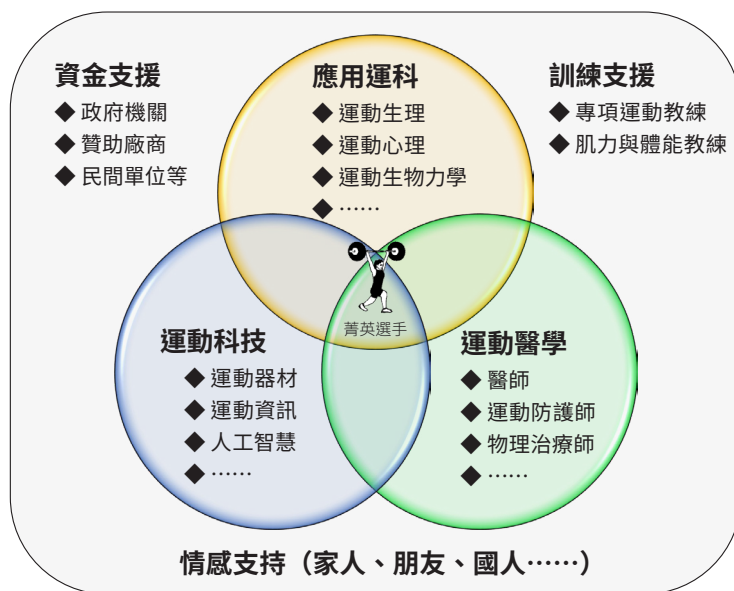 資金支援
◆ 政府機關
◆ 贊助廠商
◆ 民間單位等
應用運科
◆ 運動生理
◆ 運動心理
◆ 運動生物力學
◆ ⋯⋯
訓練支援
◆ 專項運動教練
◆ 肌力與體能教練
菁英選手
運動科技
◆ 運動器材
◆ 運動資訊
◆ 人工智慧
◆ ⋯⋯
運動醫學
◆ 醫師
◆ 運動防護師
◆ 物理治療師
◆ ⋯⋯
情感支持（家人、朋友、國人⋯⋯）